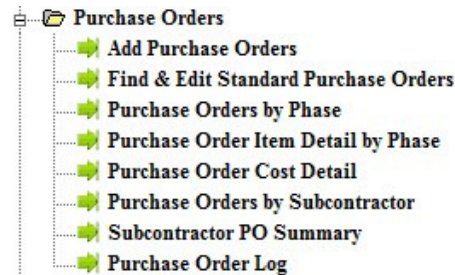 Purchase Orders
Add Purchase Orders
Find & Edit Standard Purchase Orders
Purchase Orders by Phase
Purchase Order Item Detail by Phase
Purchase Order Cost Detail
Purchase Orders by Subcontractor
Subcontractor PO Summary
Purchase Order Log